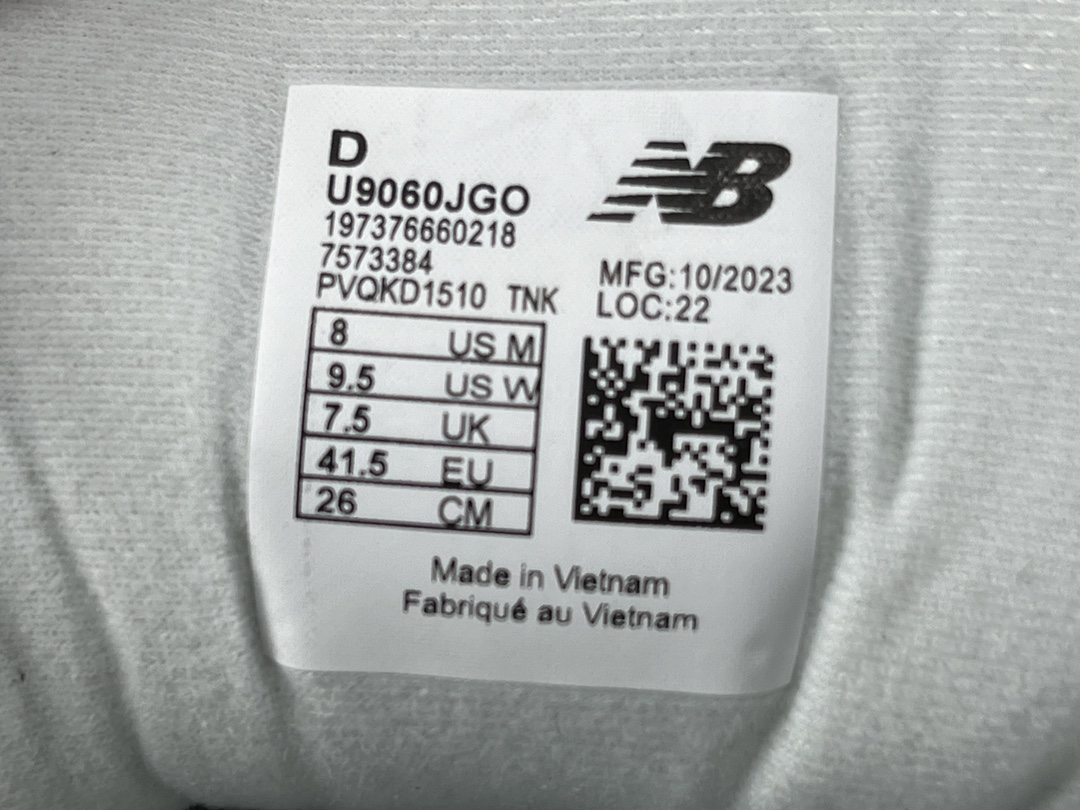 D
U9060JGO
197376660218
7573384
PVQKD1510 TNK
NB
MFG:10/2023
LOC:22
8 US M
9.5 US W
7.5 UK
41.5 EU
26 CM
Made in Vietnam
Fabriqué au Vietnam